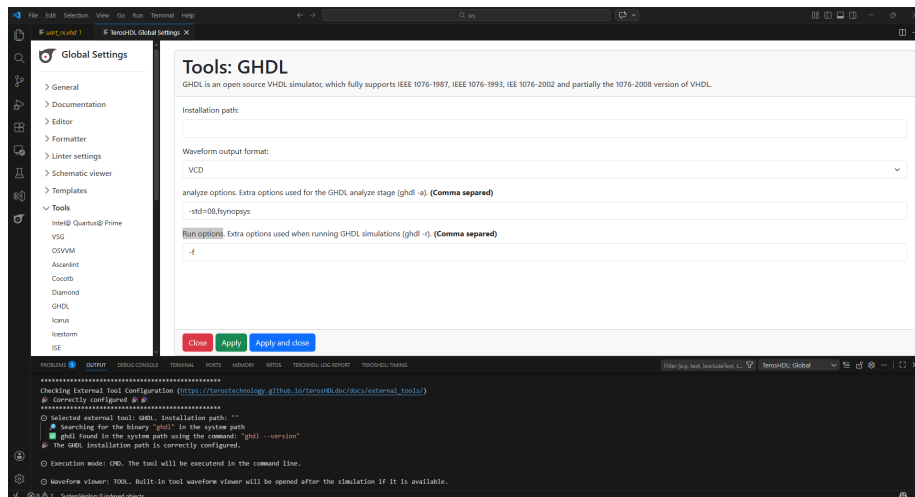 File Edit Selection View Go Run Terminal Help
uart_rx.vhd 1
TerosHDL Global Settings
Global Settings
General
Documentation
Editor
Formatter
Linter settings
Schematic viewer
Templates
Tools
Intel@ Quartus@ Prime
VSG
OSVVM
Ascenlint
Cocotb
Diamond
GHDL
Icarus
Icestorm
ISE
Tools: GHDL
GHDL is an open source VHDL simulator, which fully supports IEEE 1076-1987, IEEE 1076-1993, IEE 1076-2002 and partially the 1076-2008 version of VHDL.
Installation path:
Waveform output format:
VCD
analyze options. Extra options used for the GHDL analyze stage (ghdl -a). (Comma separed)
-std=08,fsynopsys
Run options. Extra options used when running GHDL simulations (ghdl -r). (Comma separed)
-f
Close Apply Apply and close
PROBLEMS 1 OUTPUT DEBUG CONSOLE TERMINAL PORTS MEMORY XRTOS TEROSHDL: LOG REPORT TEROSHDL: TIMING
Filter (e.g. text, !excludeText, t... TerosHDL: Global
**************************************************
Checking External Tool Configuration (https://terostechnology.github.io/terosHDLdoc/docs/external_tools/)
Correctly configured
**************************************************
Selected external tool: GHDL. Installation path: ""
Searching for the binary "ghdl" in the system path
ghdl Found in the system path using the command: "ghdl --version"
The GHDL installation path is correctly configured.
Execution mode: CMD. The tool will be executend in the command line.
Waveform viewer: TOOL. Built-in tool waveform viewer will be opened after the simulation if it is available.
SystemVerilog: 0 indexed objects